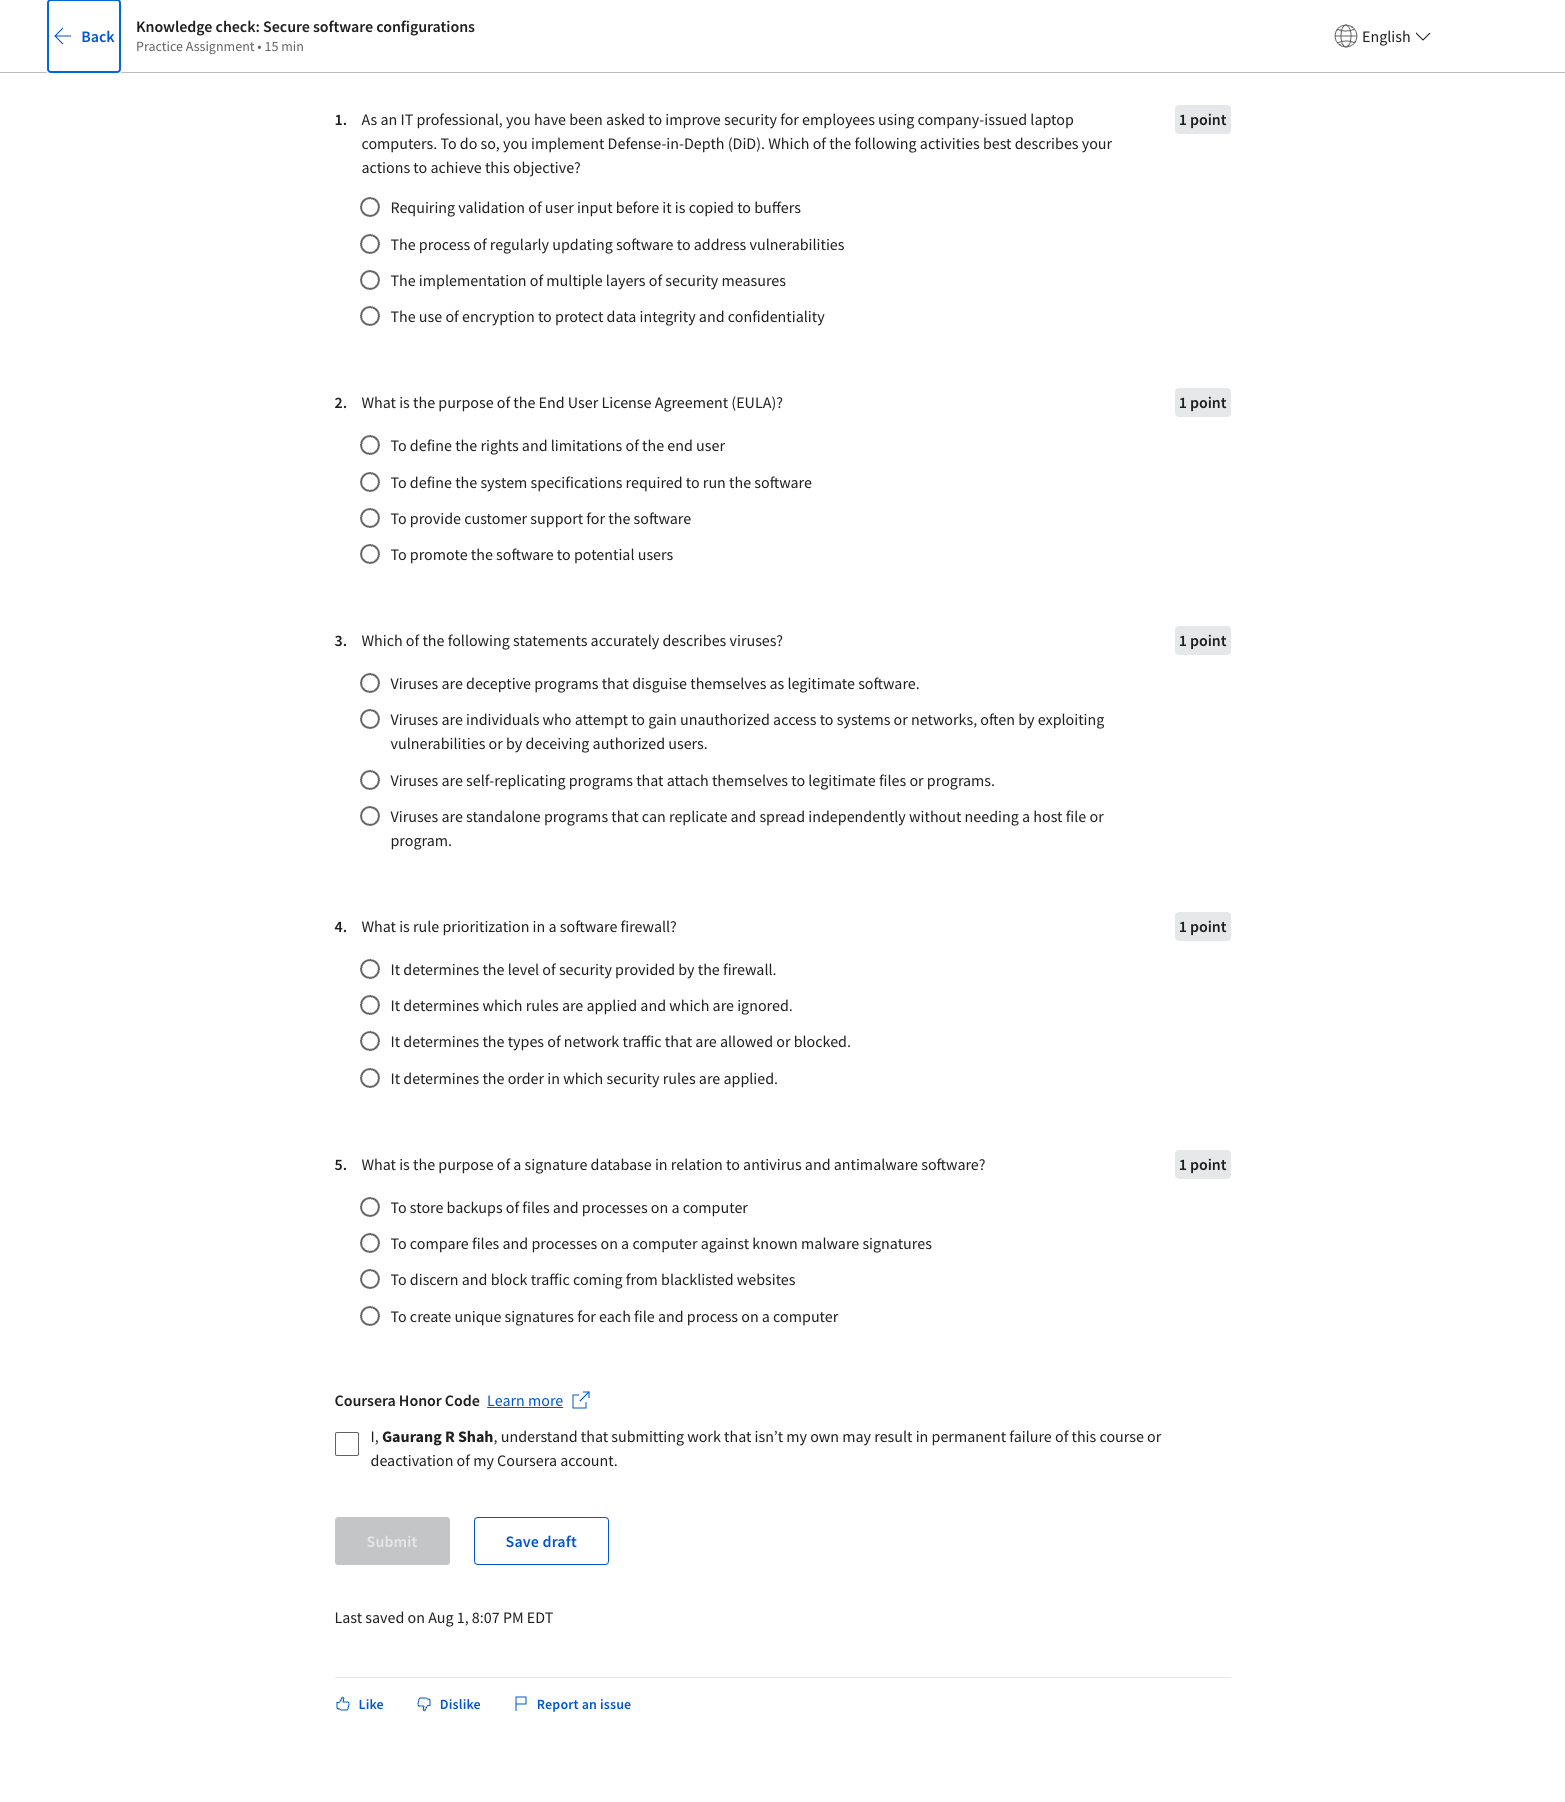 Back
Knowledge check: Secure software configurations
Practice Assignment • 15 min
English
1. As an IT professional, you have been asked to improve security for employees using company-issued laptop
computers. To do so, you implement Defense-in-Depth (DiD). Which of the following activities best describes your
actions to achieve this objective?
1 point
Requiring validation of user input before it is copied to buffers
The process of regularly updating software to address vulnerabilities
The implementation of multiple layers of security measures
The use of encryption to protect data integrity and confidentiality
2. What is the purpose of the End User License Agreement (EULA)?
1 point
To define the rights and limitations of the end user
To define the system specifications required to run the software
To provide customer support for the software
To promote the software to potential users
3. Which of the following statements accurately describes viruses?
1 point
Viruses are deceptive programs that disguise themselves as legitimate software.
Viruses are individuals who attempt to gain unauthorized access to systems or networks, often by exploiting
vulnerabilities or by deceiving authorized users.
Viruses are self-replicating programs that attach themselves to legitimate files or programs.
Viruses are standalone programs that can replicate and spread independently without needing a host file or
program.
4. What is rule prioritization in a software firewall?
1 point
It determines the level of security provided by the firewall.
It determines which rules are applied and which are ignored.
It determines the types of network traffic that are allowed or blocked.
It determines the order in which security rules are applied.
5. What is the purpose of a signature database in relation to antivirus and antimalware software?
1 point
To store backups of files and processes on a computer
To compare files and processes on a computer against known malware signatures
To discern and block traffic coming from blacklisted websites
To create unique signatures for each file and process on a computer
Coursera Honor Code Learn more
I, Gaurang R Shah, understand that submitting work that isn’t my own may result in permanent failure of this course or
deactivation of my Coursera account.
Submit
Save draft
Last saved on Aug 1, 8:07 PM EDT
Like
Dislike
Report an issue